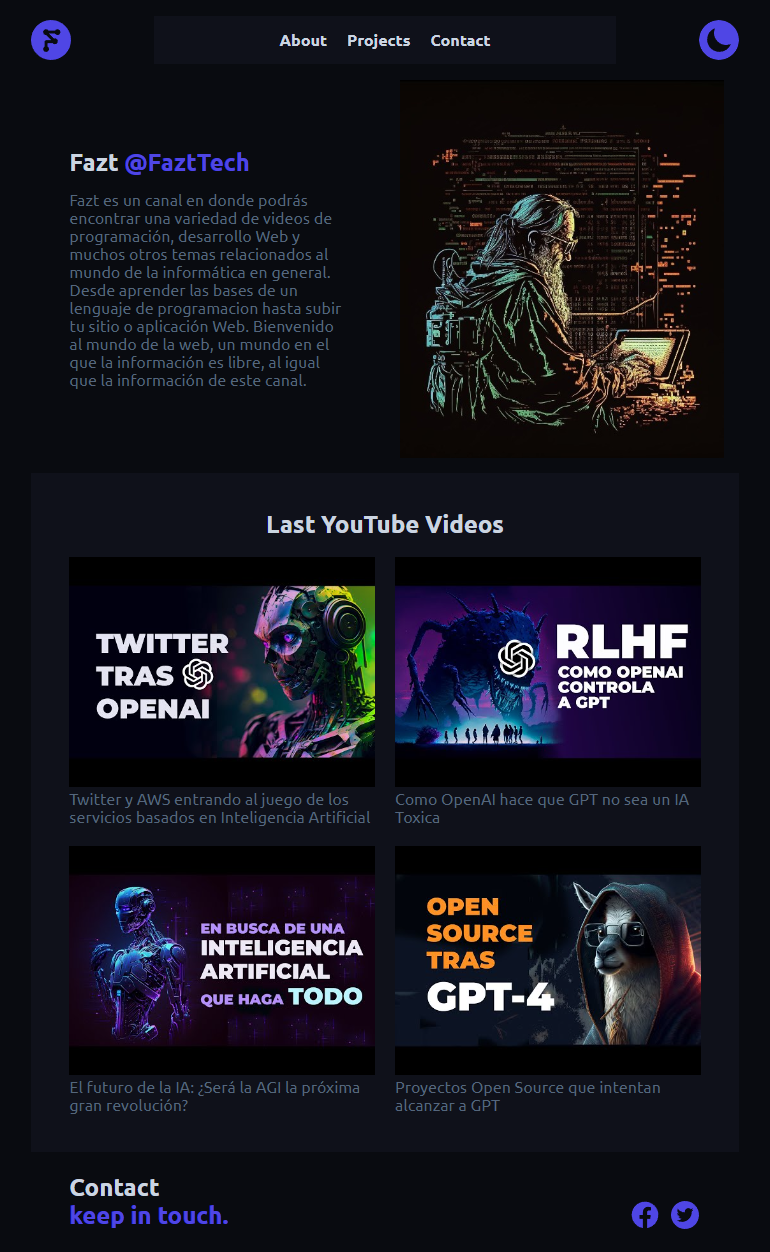 About Projects Contact
Fazt @FaztTech
Fazt es un canal en donde podrás
encontrar una variedad de videos de
programación, desarrollo Web y
muchos otros temas relacionados al
mundo de la informática en general.
Desde aprender las bases de un
lenguaje de programacion hasta subir
tu sitio o aplicación Web. Bienvenido
al mundo de la web, un mundo en el
que la información es libre, al igual
que la información de este canal.
Last YouTube Videos
TWITTER
TRAS
OPENAI
RLHF
COMO OPENAI
CONTROLA
A GPT
Twitter y AWS entrando al juego de los
servicios basados en Inteligencia Artificial
Como OpenAI hace que GPT no sea un IA
Toxica
EN BUSCA DE UNA
INTELIGENCIA
ARTIFICIAL
QUE HAGA TODO
OPEN
SOURCE
TRAS
GPT-4
El futuro de la IA: ¿Será la AGI la próxima
gran revolución?
Proyectos Open Source que intentan
alcanzar a GPT
Contact
keep in touch.